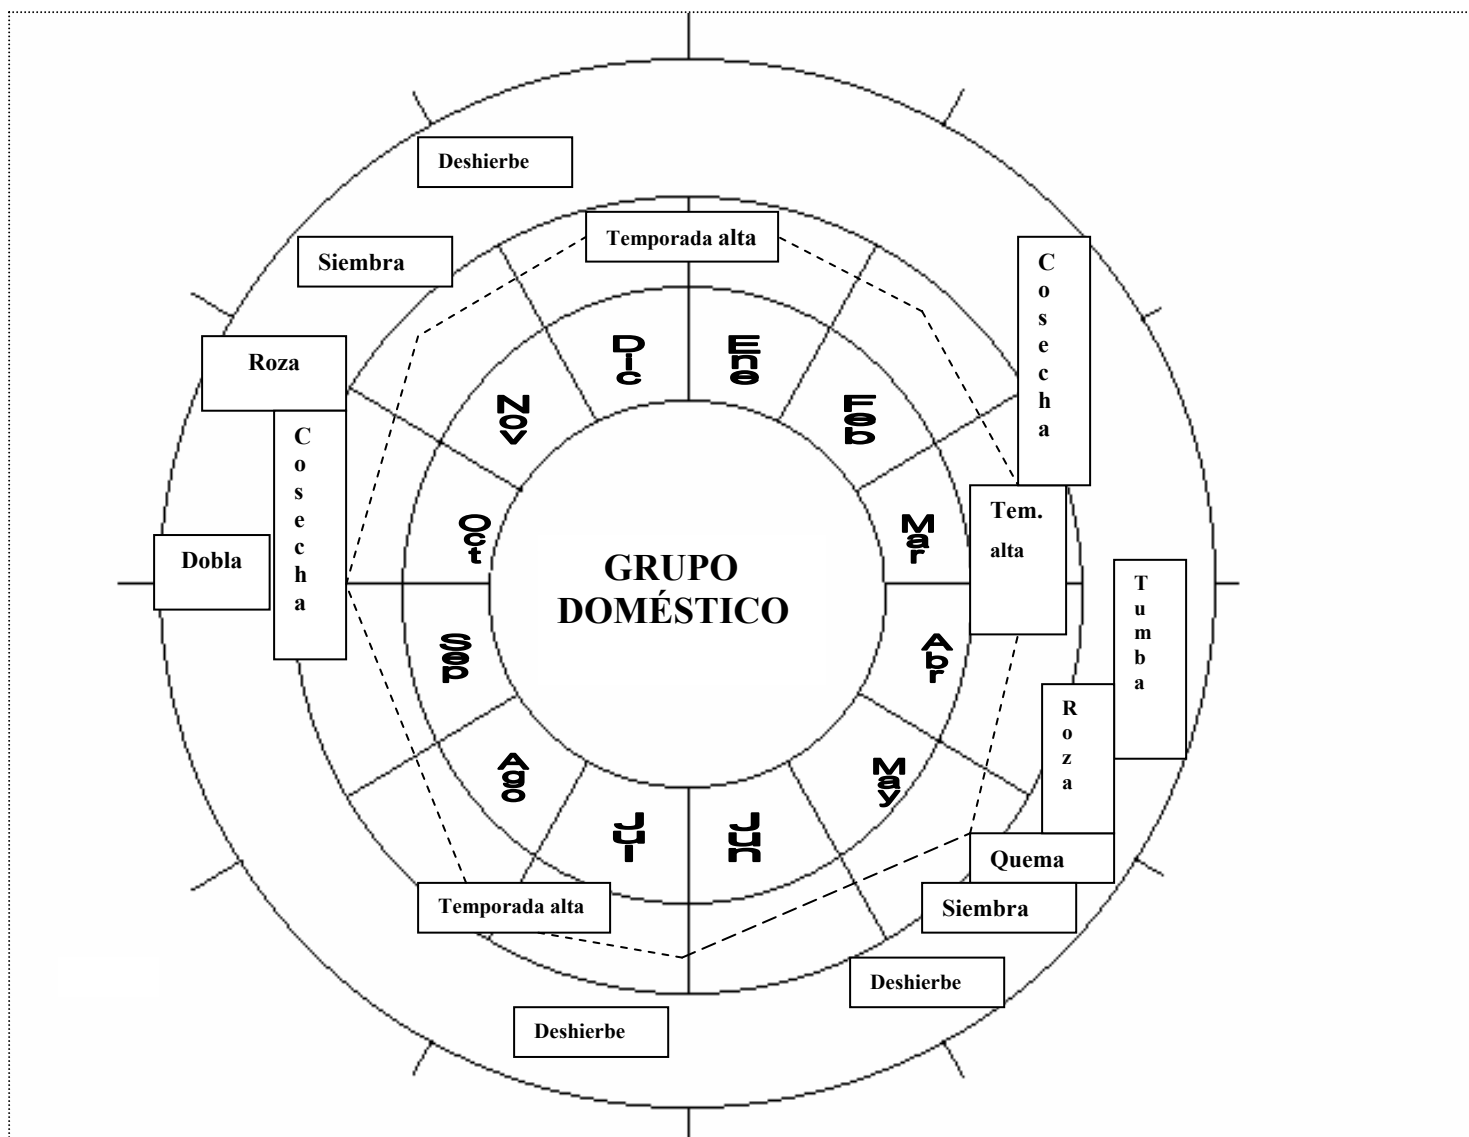 Deshierbe
Temporada alta
Siembra
Cosecha
Roza
Dic
Ene
Nov
Feb
Cosecha
Oct
Mar
Tem.
alta
Dobla
GRUPO
DOMÉSTICO
Tumba
Sep
Abr
Roza
Ago
May
Jul
Jun
Quema
Temporada alta
Siembra
Deshierbe
Deshierbe